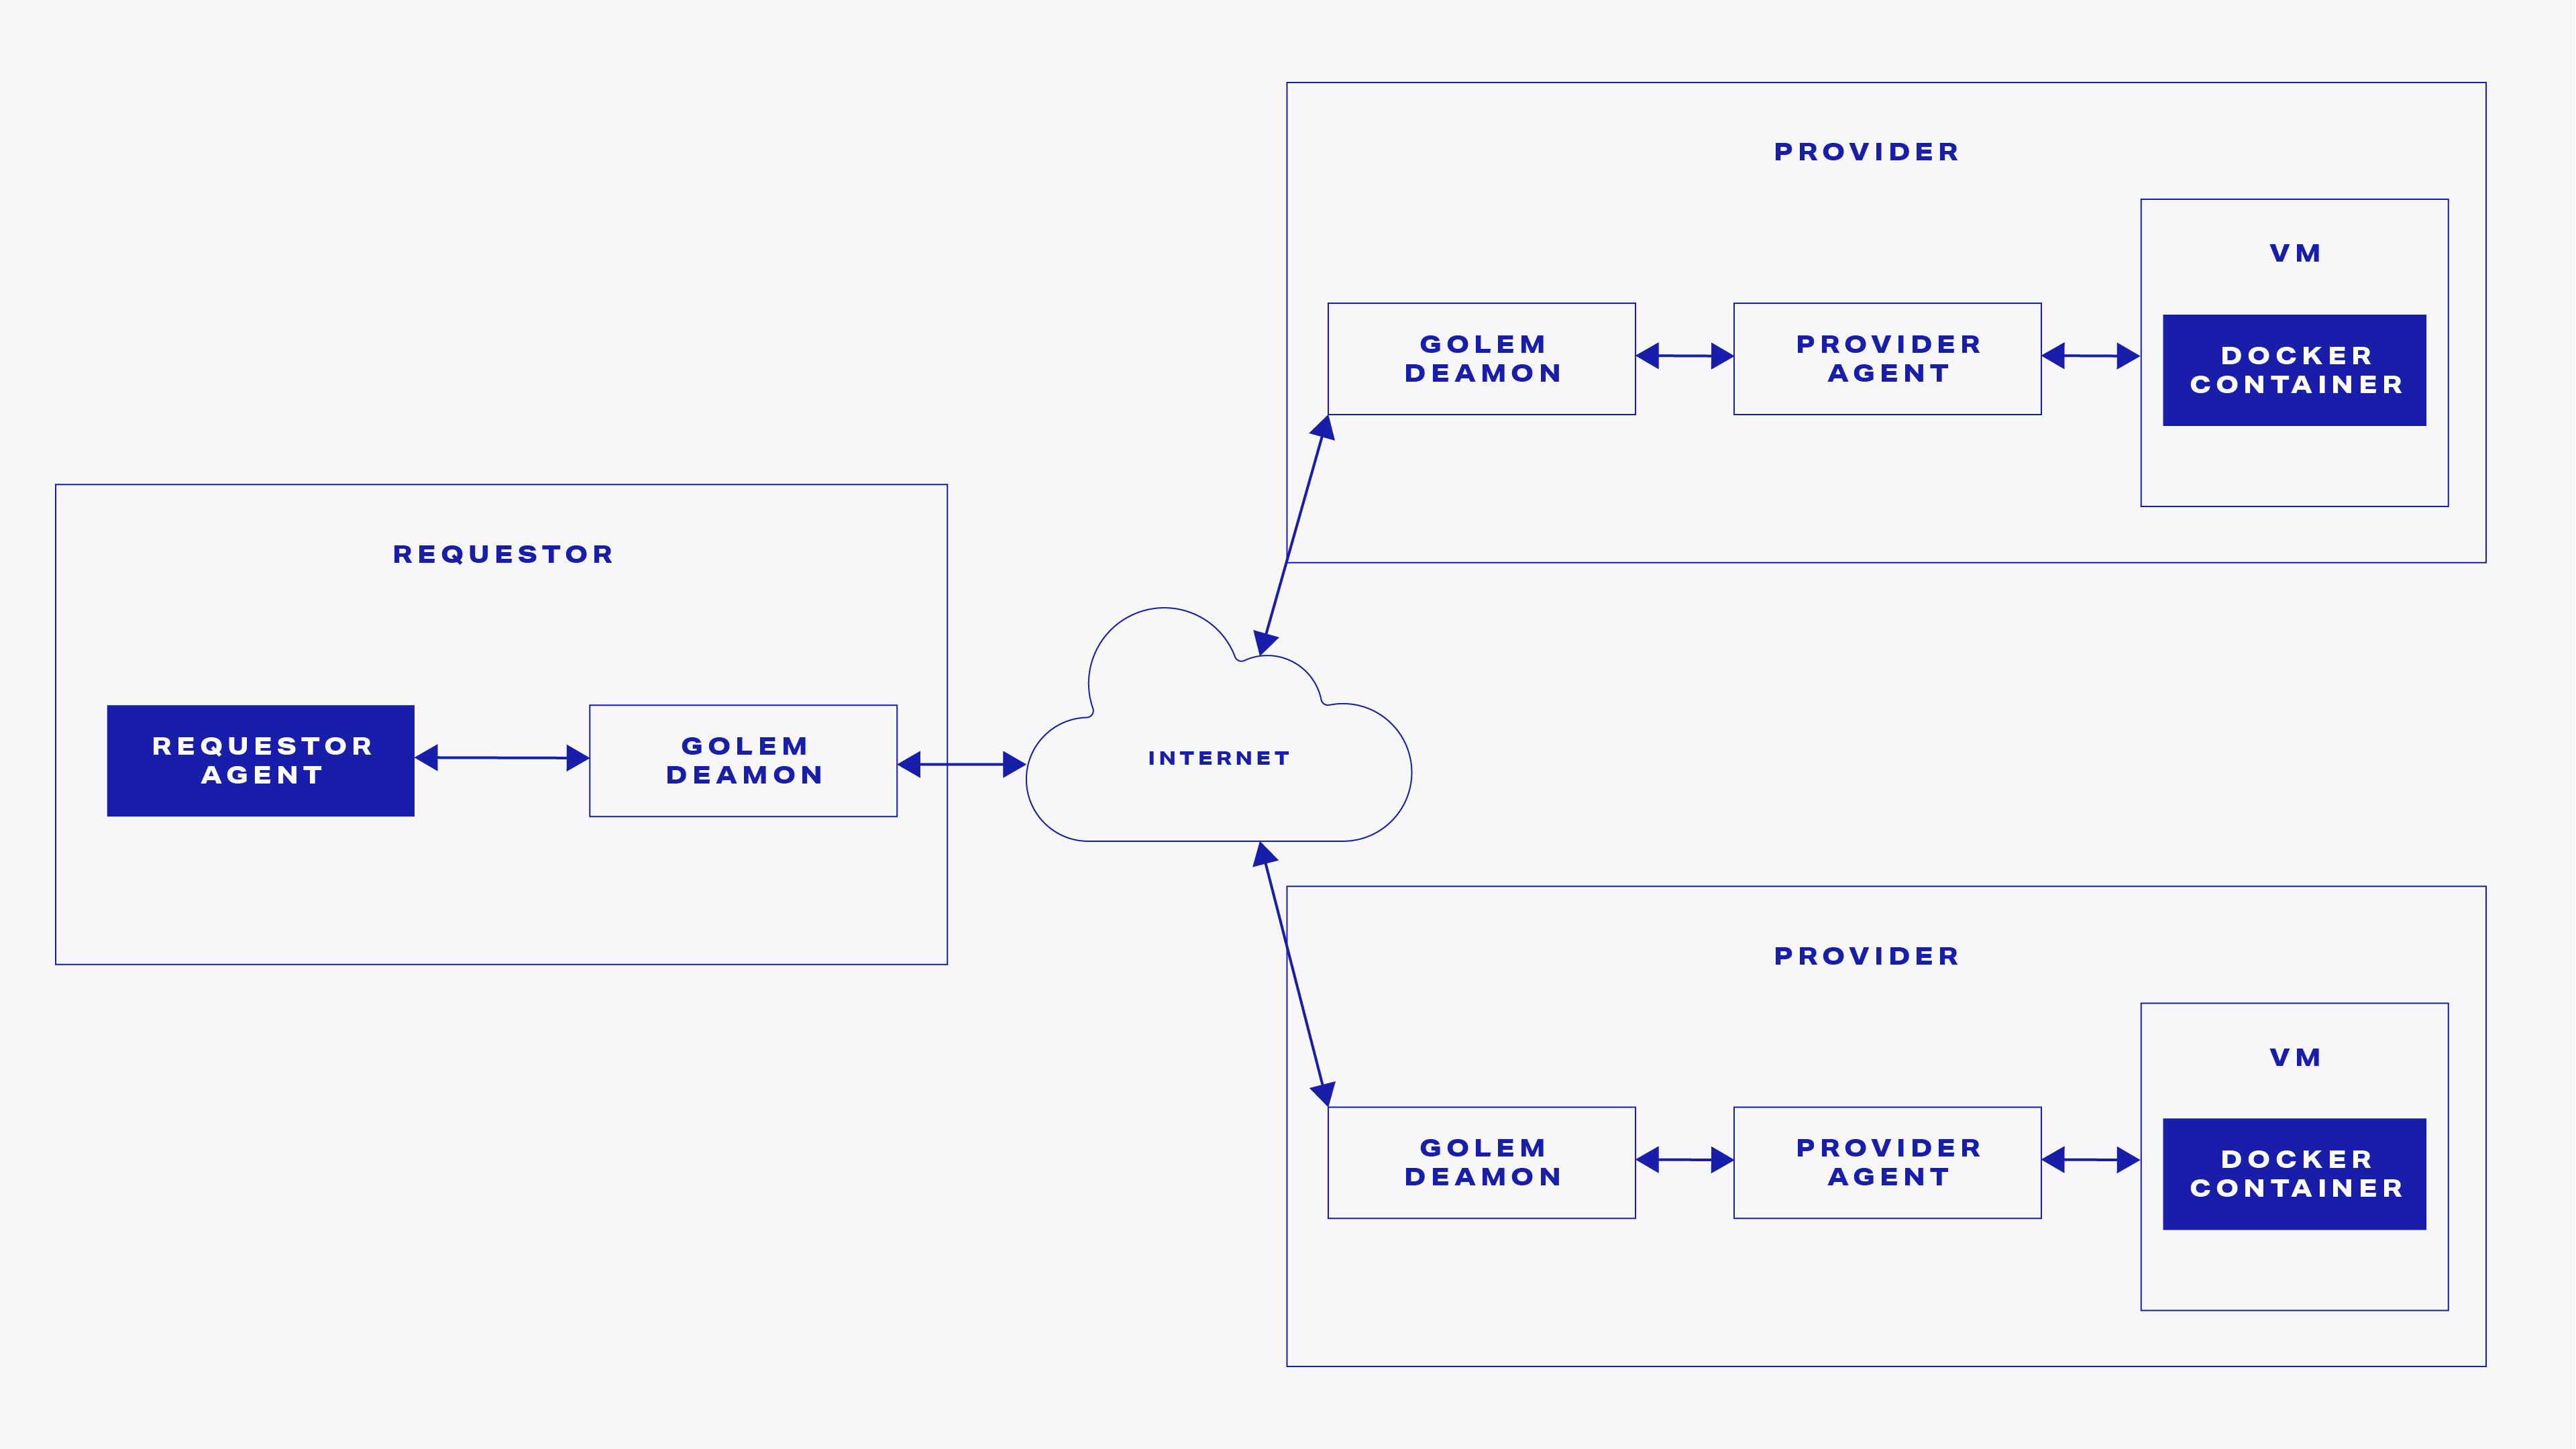 PROVIDER
VM
GOLEM
DEAMON
PROVIDER
AGENT
DOCKER
CONTAINER
REQUESTOR
REQUESTOR
AGENT
GOLEM
DEAMON
INTERNET
PROVIDER
VM
GOLEM
DEAMON
PROVIDER
AGENT
DOCKER
CONTAINER